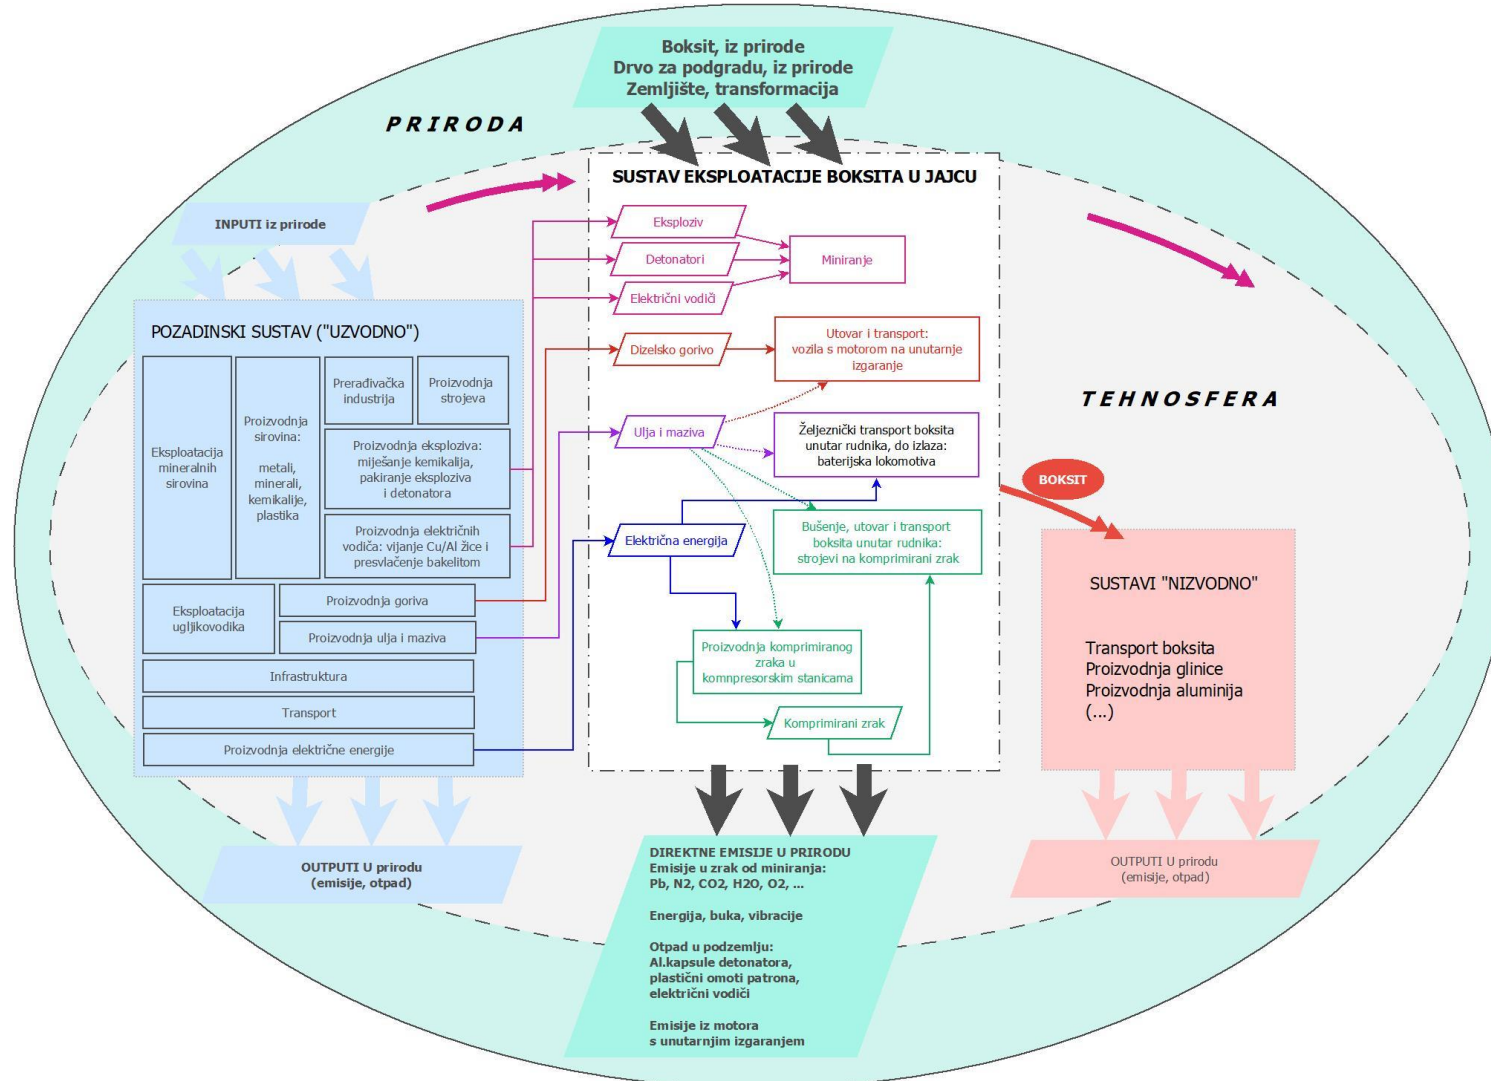 Boksit, iz prirode
Drvo za podgradu, iz prirode
Zemljište, transformacija
PRIRODA
SUSTAV EKSPLOATACIJE BOKSITA U JAJCU
INPUTI iz prirode
Eksploziv
Detonatori
Električni vodiči
Miniranje
POZADINSKI SUSTAV ("UZVODNO")
Eksploatacija
mineralnih
sirovina
Proizvodnja
sirovina:
metali,
minerali,
kemikalije,
plastika
Prerađivačka
industrija
Proizvodnja
strojeva
Proizvodnja eksploziva:
miješanje kemikalija,
pakiranje eksploziva
i detonatora
Proizvodnja električnih
vodiča: vijanje Cu/Al žice i
presvlačenje bakelitom
Eksploatacija
ugljikovodika
Proizvodnja goriva
Proizvodnja ulja i maziva
Infrastruktura
Transport
Proizvodnja električne energije
Dizelsko gorivo
Utovar i transport:
vozila s motorom na unutarnje
izgaranje
Ulja i maziva
Željeznički transport boksita
unutar rudnika, do izlaza:
baterijska lokomotiva
Električna energija
Bušenje, utovar i transport
boksita unutar rudnika:
strojevi na komprimirani zrak
Proizvodnja komprimiranog
zraka u
komnpresorskim stanicama
Komprimirani zrak
TEHNOSFERA
BOKSIT
SUSTAVI "NIZVODNO"
Transport boksita
Proizvodnja glinice
Proizvodnja aluminija
(...)
OUTPUTI U prirodu
(emisije, otpad)
DIREKTNE EMISIJE U PRIRODU
Emisije u zrak od miniranja:
Pb, N2, CO2, H2O, O2, ...
Energija, buka, vibracije
Otpad u podzemlju:
Al.kapsule detonatora,
plastični omoti patrona,
električni vodiči
Emisije iz motora
s unutarnjim izgaranjem
OUTPUTI U prirodu
(emisije, otpad)